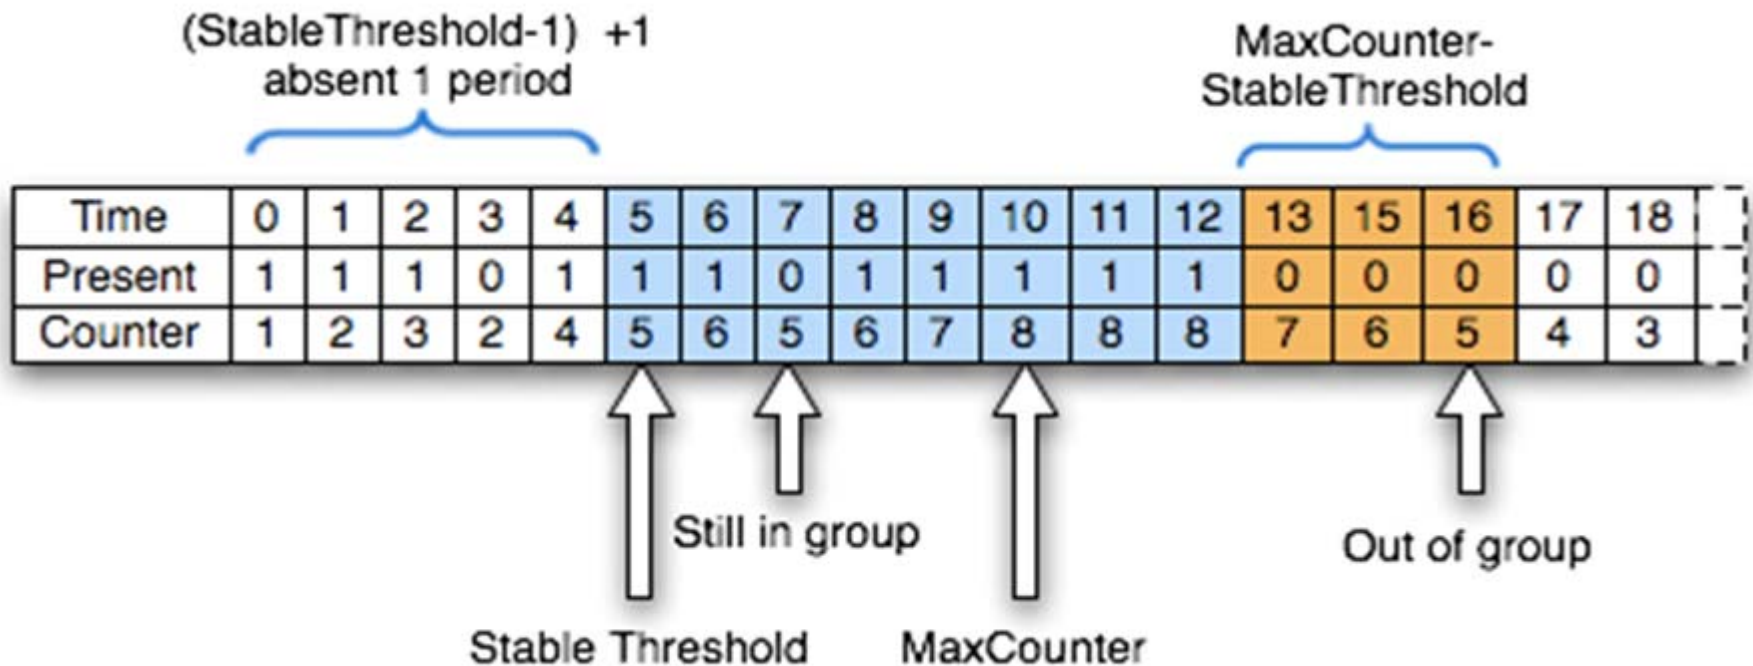 (StableThreshold-1) +1
absent 1 period
MaxCounter-
StableThreshold
Time 0 1 2 3 4 5 6 7 8 9 10 11 12 13 15 16 17 18
Present 1 1 1 0 1 1 1 0 1 1 1 1 1 0 0 0 0 0
Counter 1 2 3 2 4 5 6 5 6 7 8 8 8 7 6 5 4 3
Still in group
Out of group
Stable Threshold
MaxCounter